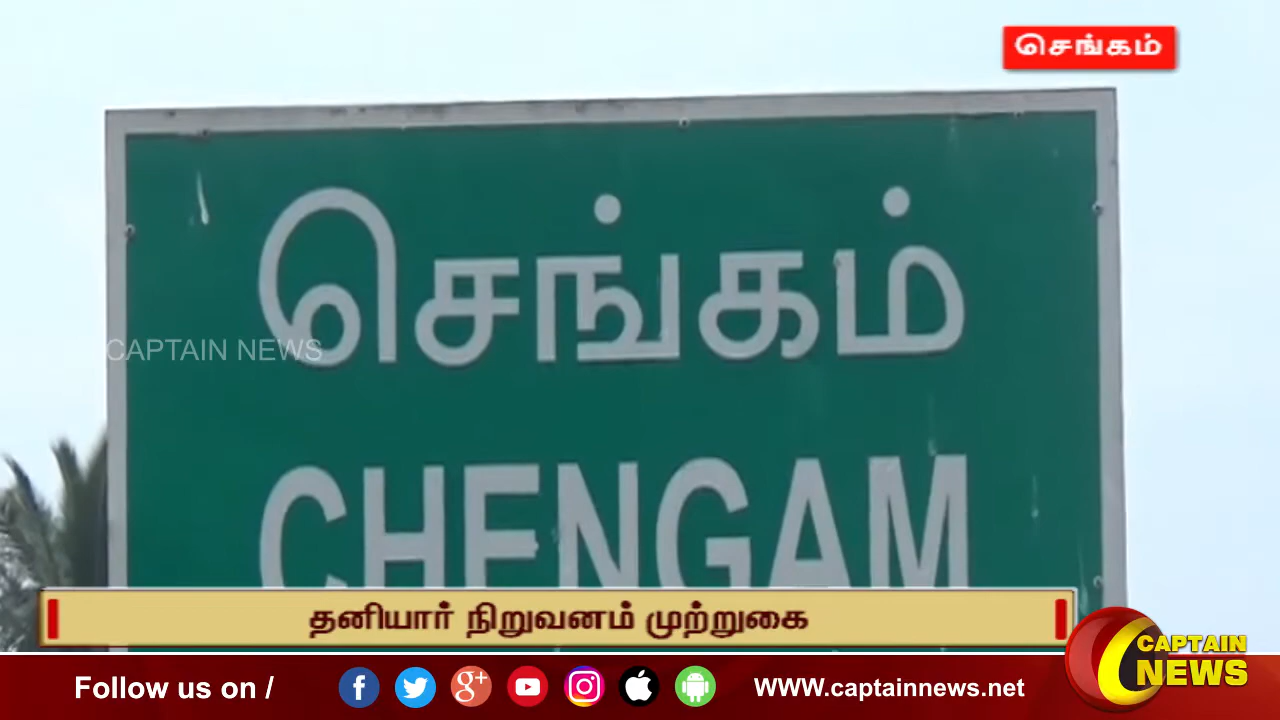 செங்கம்
செங்கம்
CAPTAIN NEWS
CHENGAM
தனியார் நிறுவனம் முற்றுகை
Follow us on /
WWW.captainnews.net
CAPTAIN
NEWS